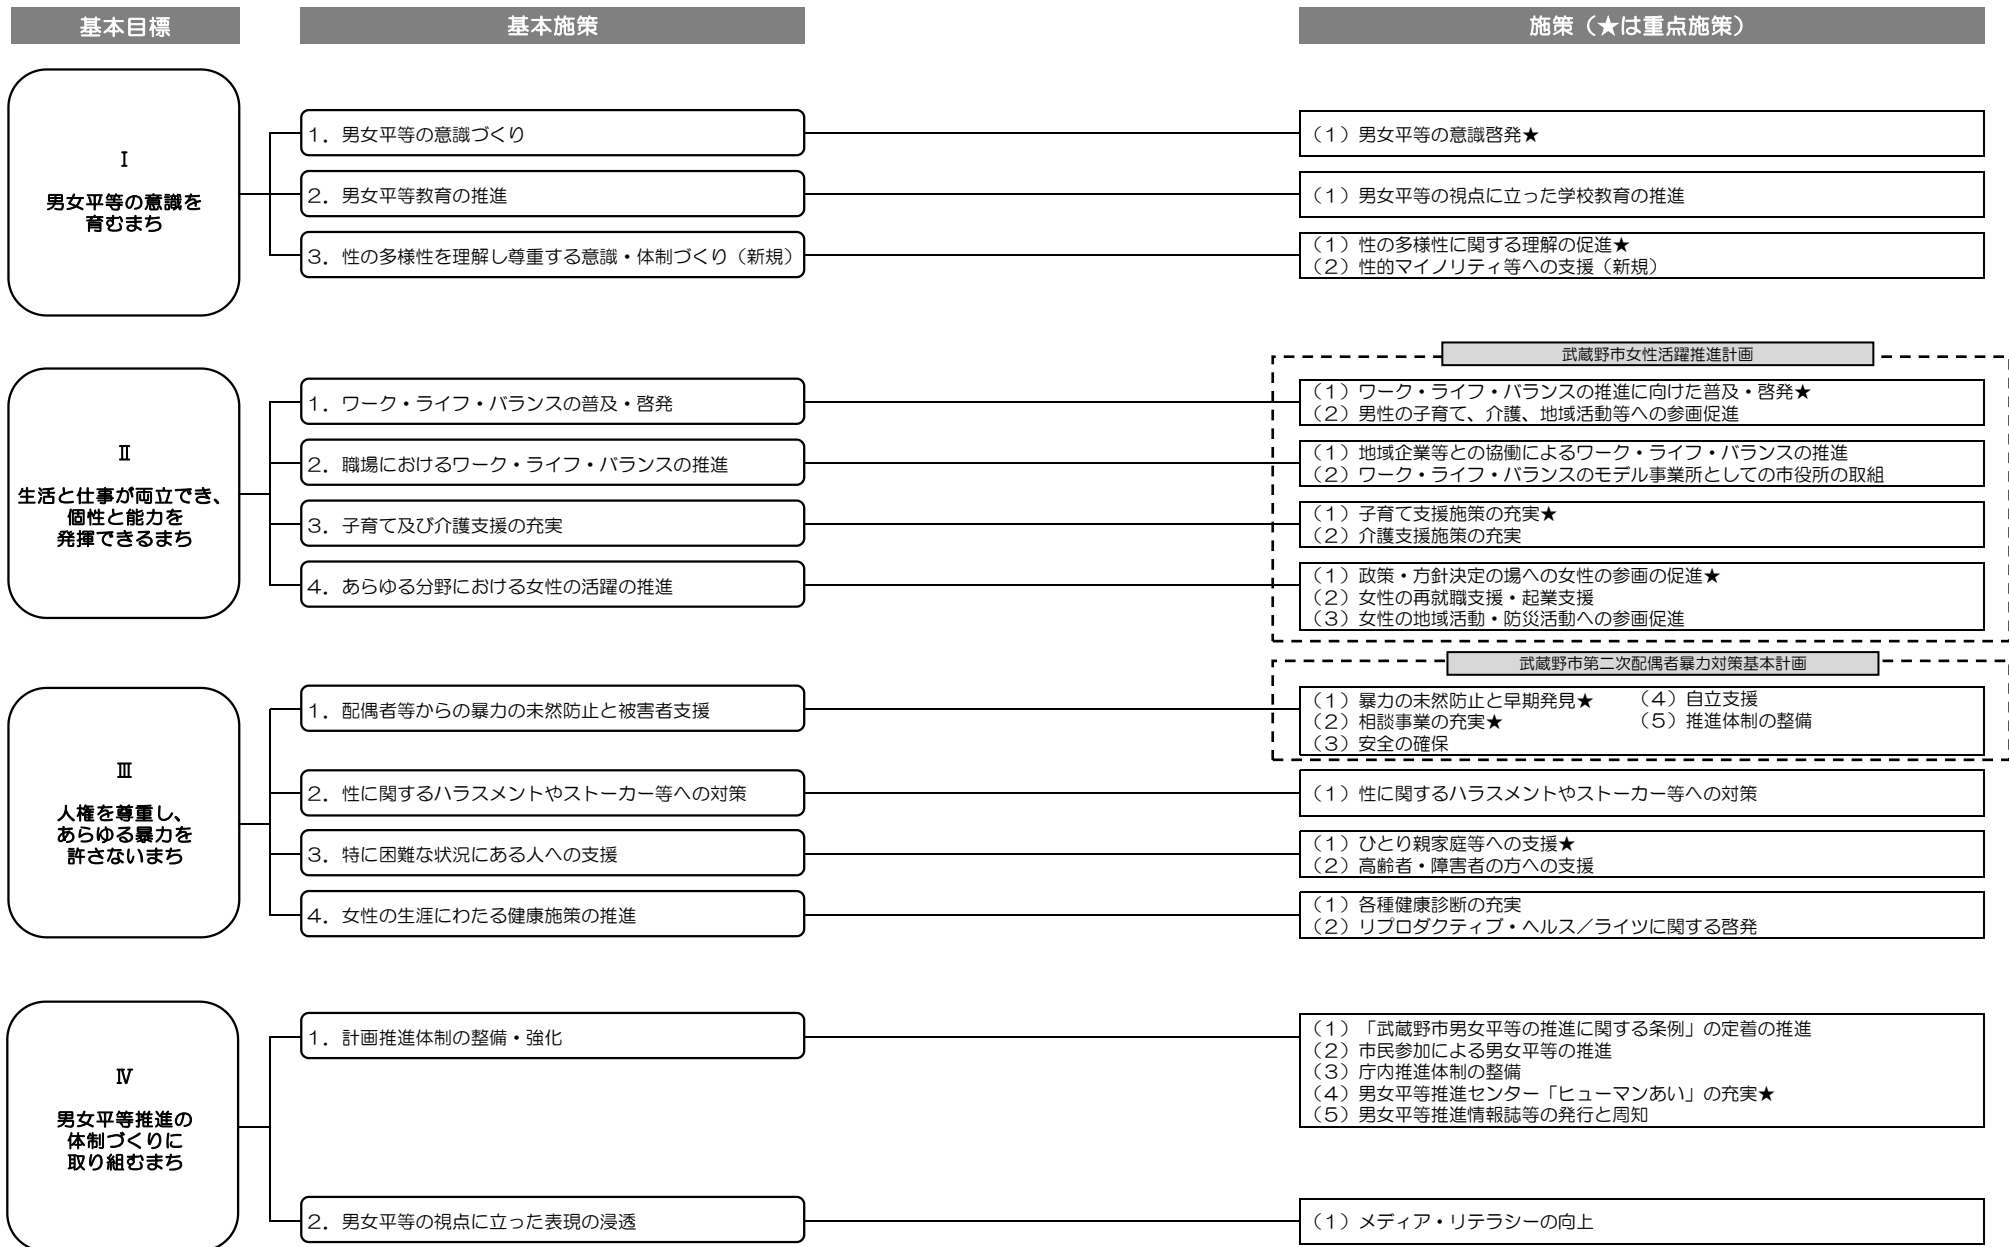 基本目標
基本施策
施策（★は重点施策）
Ⅰ
男女平等の意識を
育むまち
1．男女平等の意識づくり
（1）男女平等の意識啓発★
2．男女平等教育の推進
（1）男女平等の視点に立った学校教育の推進
3．性の多様性を理解し尊重する意識・体制づくり（新規）
（1）性の多様性に関する理解の促進★
（2）性的マイノリティ等への支援（新規）
武蔵野市女性活躍推進計画
Ⅱ
生活と仕事が両立でき、
個性と能力を
発揮できるまち
1．ワーク・ライフ・バランスの普及・啓発
（1）ワーク・ライフ・バランスの推進に向けた普及・啓発★
（2）男性の子育て、介護、地域活動等への参画促進
2．職場におけるワーク・ライフ・バランスの推進
（1）地域企業等との協働によるワーク・ライフ・バランスの推進
（2）ワーク・ライフ・バランスのモデル事業所としての市役所の取組
3．子育て及び介護支援の充実
（1）子育て支援施策の充実★
（2）介護支援施策の充実
4．あらゆる分野における女性の活躍の推進
（1）政策・方針決定の場への女性の参画の促進★
（2）女性の再就職支援・起業支援
（3）女性の地域活動・防災活動への参画促進
武蔵野市第二次配偶者暴力対策基本計画
Ⅲ
人権を尊重し、
あらゆる暴力を
許さないまち
1．配偶者等からの暴力の未然防止と被害者支援
（1）暴力の未然防止と早期発見★
（2）相談事業の充実★
（3）安全の確保
（4）自立支援
（5）推進体制の整備
2．性に関するハラスメントやストーカー等への対策
（1）性に関するハラスメントやストーカー等への対策
3．特に困難な状況にある人への支援
（1）ひとり親家庭等への支援★
（2）高齢者・障害者の方への支援
4．女性の生涯にわたる健康施策の推進
（1）各種健康診断の充実
（2）リプロダクティブ・ヘルス／ライツに関する啓発
Ⅳ
男女平等推進の
体制づくりに
取り組むまち
1．計画推進体制の整備・強化
（1）「武蔵野市男女平等の推進に関する条例」の定着の推進
（2）市民参加による男女平等の推進
（3）庁内推進体制の整備
（4）男女平等推進センター「ヒューマンあい」の充実★
（5）男女平等推進情報誌等の発行と周知
2．男女平等の視点に立った表現の浸透
（1）メディア・リテラシーの向上